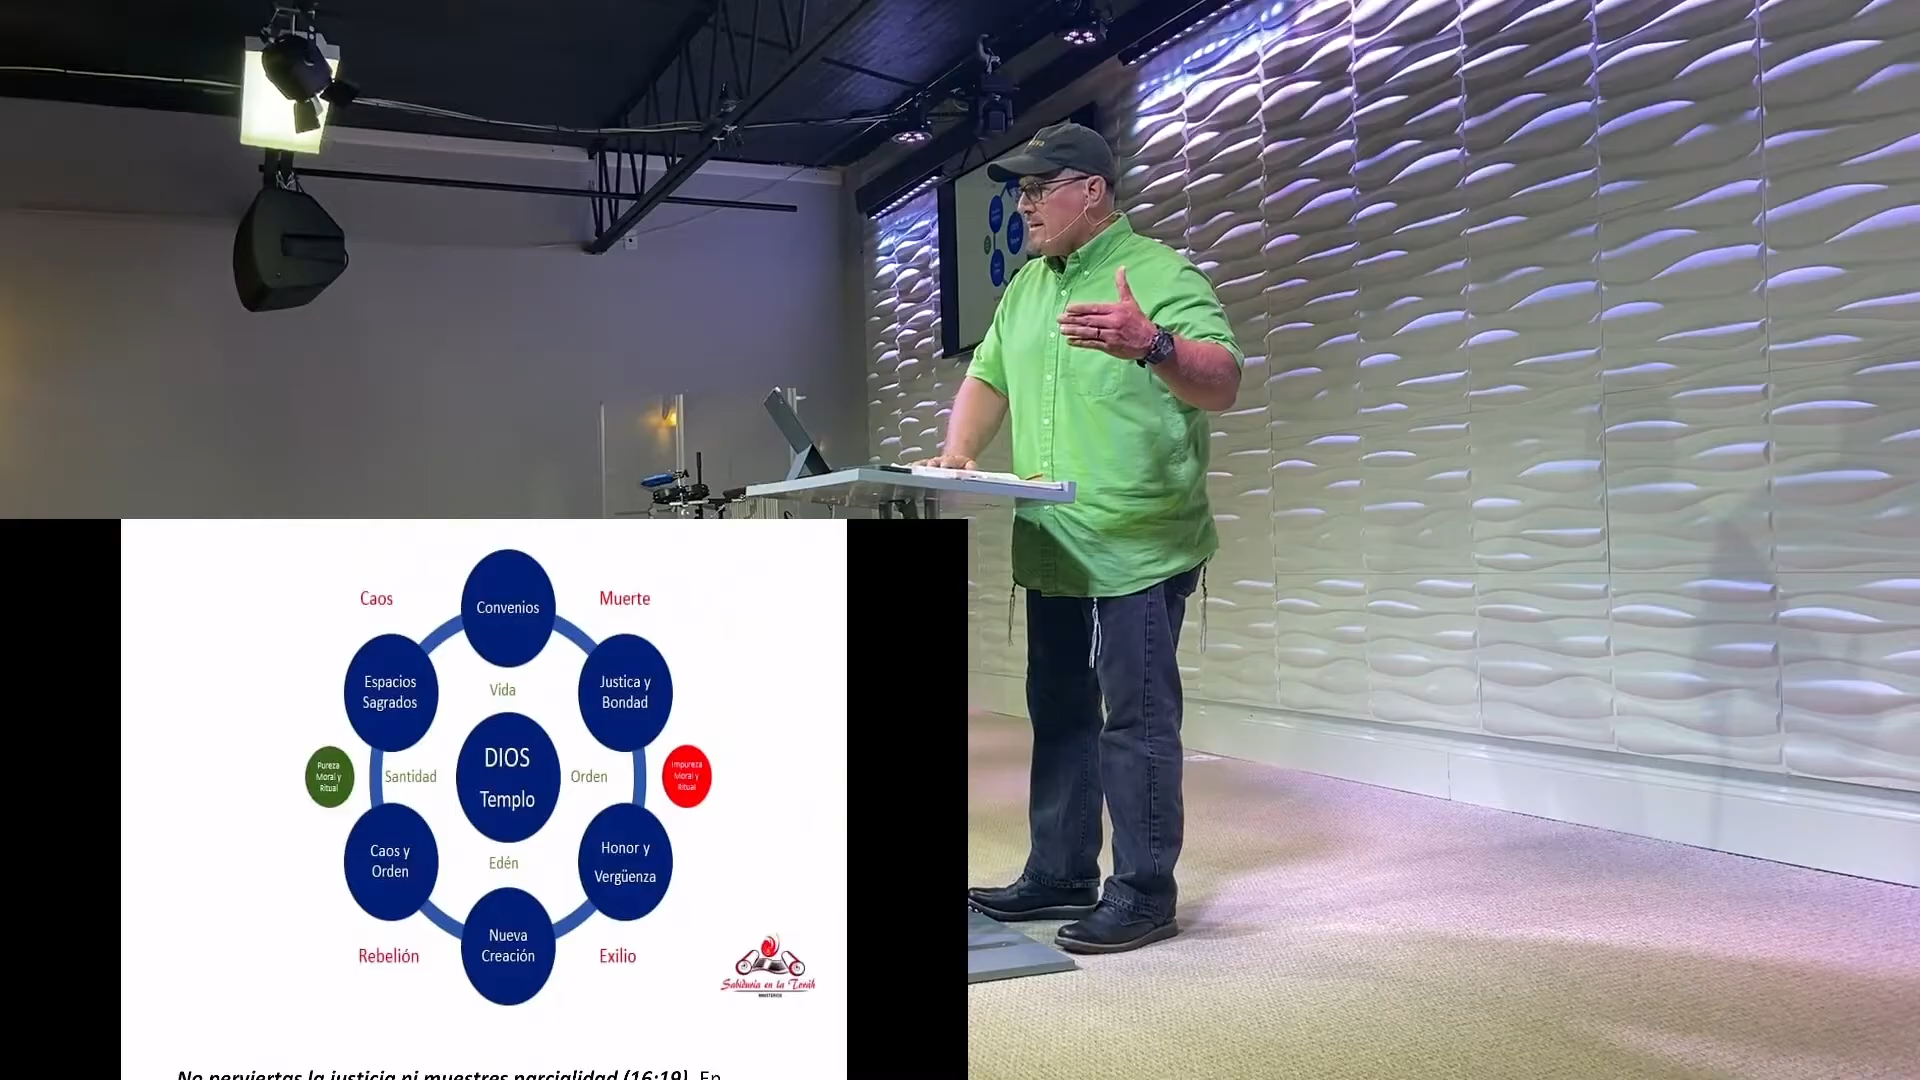 Caos
Convenios
Muerte
Espacios
Sagrados
Vida
Justica y
Bondad
DIOS
Templo
Pureza
Moral y
Ritual
Santidad
Orden
Impureza
Moral y
Ritual
Caos y
Orden
Edén
Honor y
Vergüenza
Nueva
Creación
Rebelión
Exilio
Sabiduría en la Toráh
MINISTERIOS
No perviertas la justicia ni muestres parcialidad (16:19). En